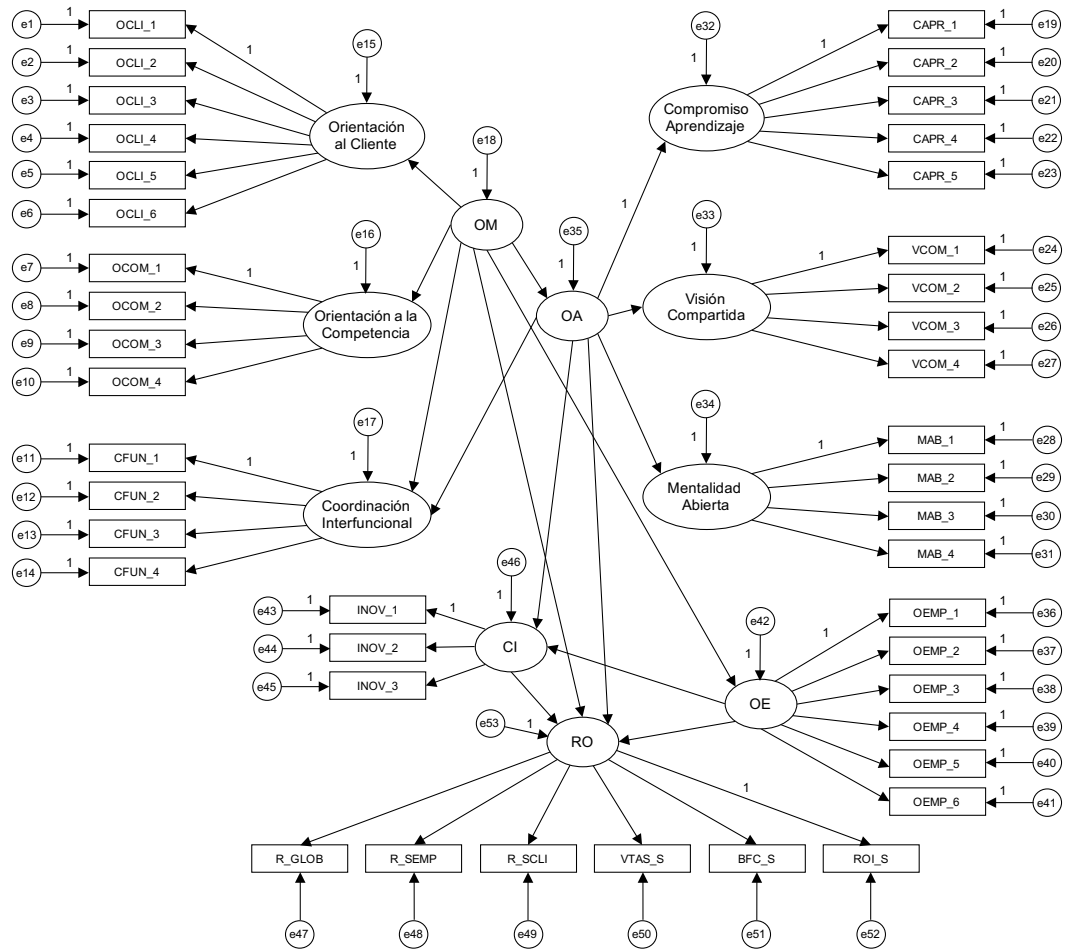 e1 1 OCLI_1
e2 1 OCLI_2
e3 1 OCLI_3
e4 1 OCLI_4
e5 1 OCLI_5
e6 1 OCLI_6
1
e15
1
Orientación
al Cliente
e7 1 OCOM_1
e8 1 OCOM_2
e9 1 OCOM_3
e10 1 OCOM_4
1
e16
1
Orientación a la
Competencia
e11 1 CFUN_1
e12 1 CFUN_2
e13 1 CFUN_3
e14 1 CFUN_4
1
e17
1
Coordinación
Interfuncional
e18
1
OM
e35
1
OA
e32
1
Compromiso
Aprendizaje
1
1
CAPR_1 1 e19
CAPR_2 1 e20
CAPR_3 1 e21
CAPR_4 1 e22
CAPR_5 1 e23
e33
1
Visión
Compartida
1
VCOM_1 1 e24
VCOM_2 1 e25
VCOM_3 1 e26
VCOM_4 1 e27
e34
1
Mentalidad
Abierta
1
MAB_1 1 e28
MAB_2 1 e29
MAB_3 1 e30
MAB_4 1 e31
e46
1
CI
1
e43 1 INOV_1
e44 1 INOV_2
e45 1 INOV_3
e42
1
OE
1
OEMP_1 1 e36
OEMP_2 1 e37
OEMP_3 1 e38
OEMP_4 1 e39
OEMP_5 1 e40
OEMP_6 1 e41
e53 1
RO
1
R_GLOB R_SEMP R_SCLI VTAS_S BFC_S ROI_S
e47 e48 e49 e50 e51 e52